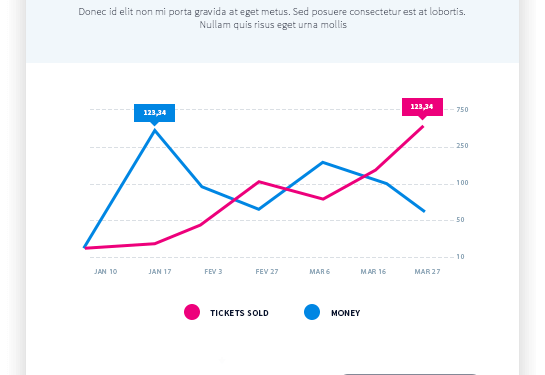 Donec id elit non mi porta gravida at eget metus. Sed posuere consectetur est at lobortis.
Nullam quis risus eget urna mollis
123,34
123,34
750
250
100
50
10
JAN 10 JAN 17 FEV 3 FEV 27 MAR 6 MAR 16 MAR 27
TICKETS SOLD MONEY